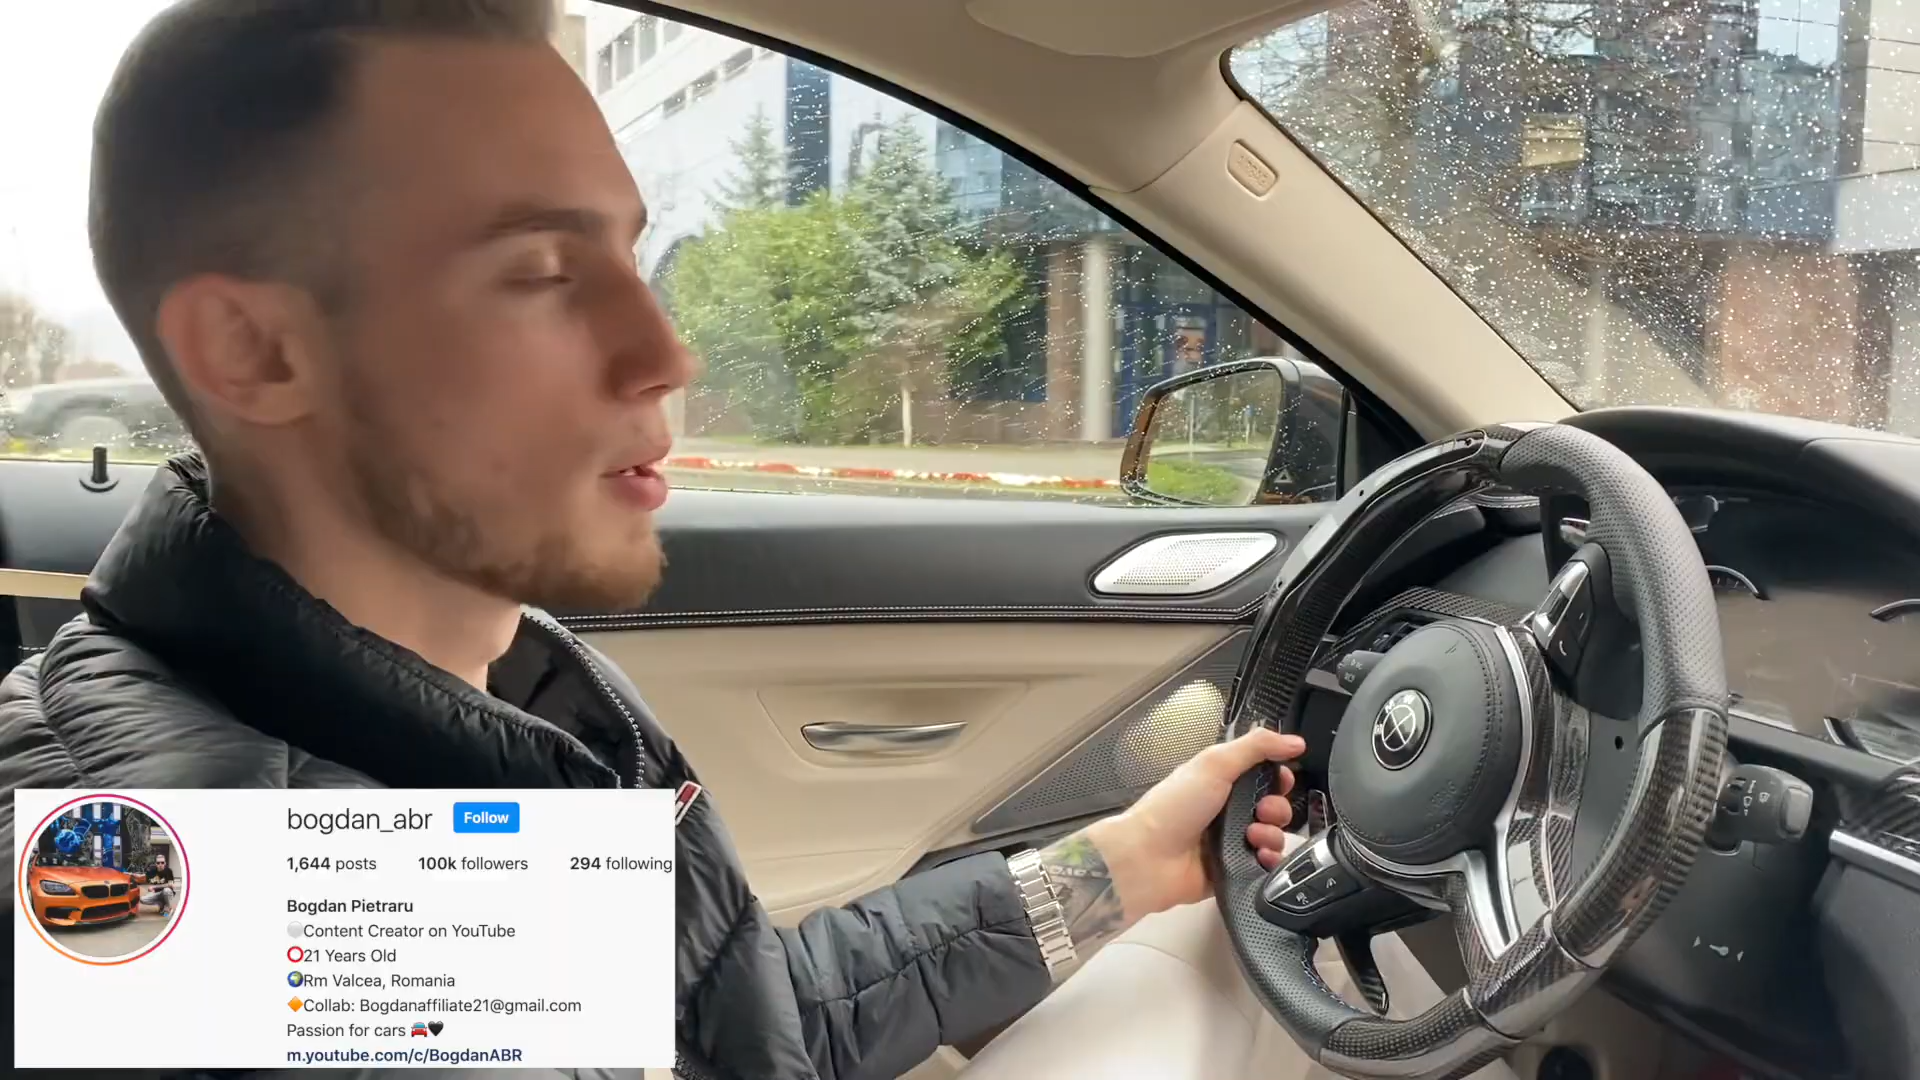 bogdan_abr Follow
1,644 posts 100k followers 294 following
Bogdan Pietraru
Content Creator on YouTube
21 Years Old
Rm Valcea, Romania
Collab: Bogdanaffiliate21@gmail.com
Passion for cars 🚘🖤
m.youtube.com/c/BogdanABR